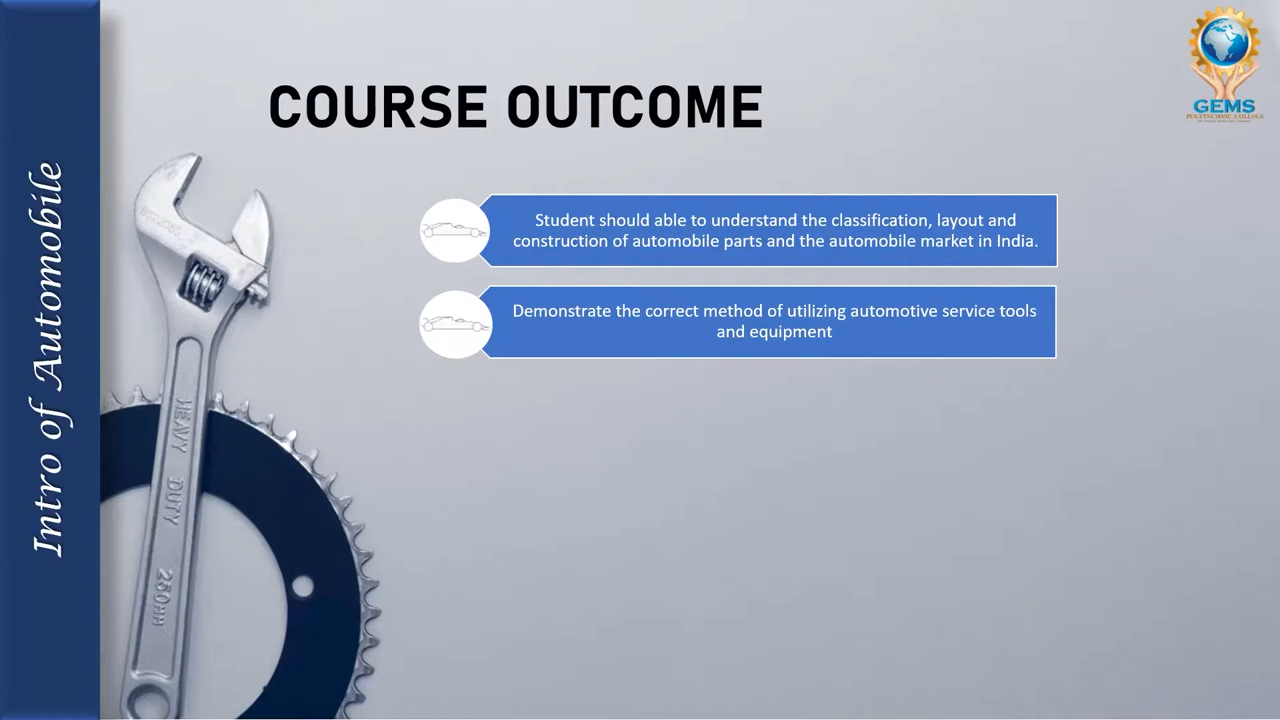 Intro of Automobile
COURSE OUTCOME
GEMS
POLYTECHNIC COLLEGE
Student should able to understand the classification, layout and
construction of automobile parts and the automobile market in India.
Demonstrate the correct method of utilizing automotive service tools
and equipment
HEAVY DUTY 250MM